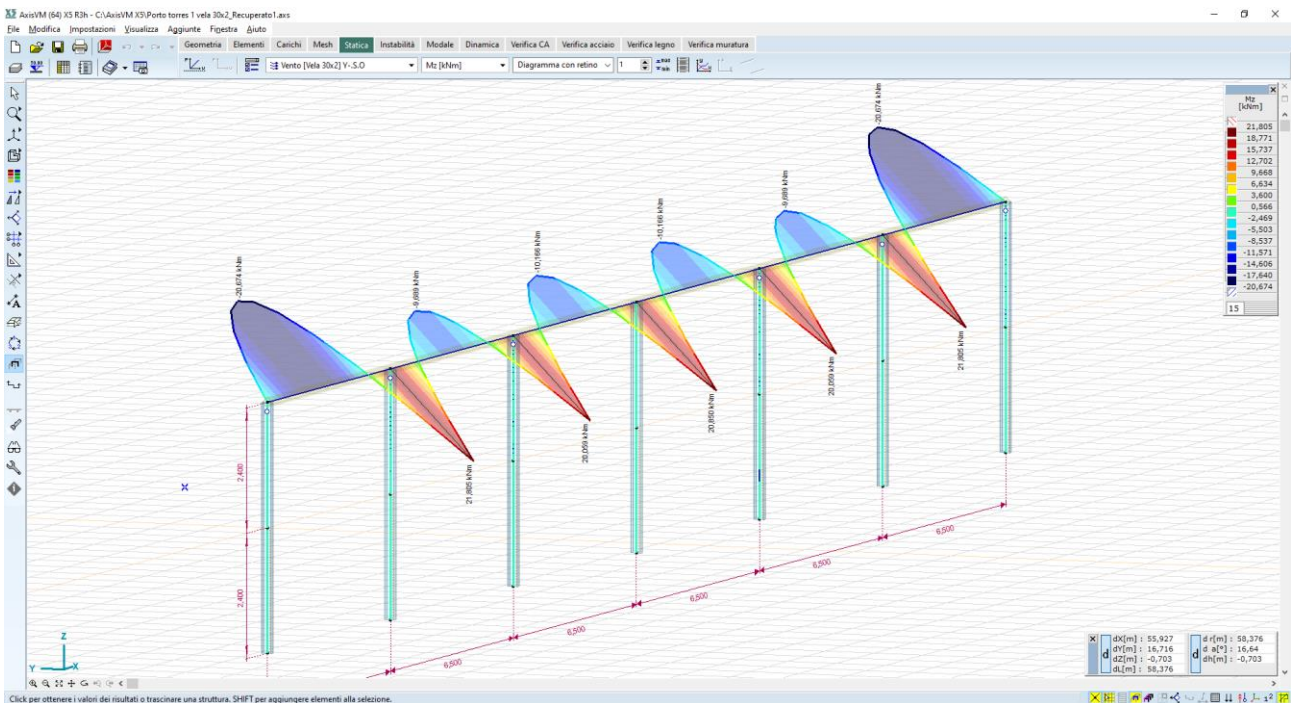 AxisVM (64) X5 R3h - C:\AxisVM X5\Porto torres 1 vela 30x2_Recuperato1.axs
File Modifica Impostazioni Visualizza Aggiunte Finestra Aiuto
Geometria Elementi Carichi Mesh Statica Instabilità Modale Dinamica Verifica CA Verifica acciaio Verifica legno Verifica muratura
Vento [Vela 30x2] Y-.S.O Mz [kNm] Diagramma con retino 1
Mz
[kNm]
21,805
18,771
15,737
12,702
9,668
6,634
3,600
0,566
-2,469
-5,503
-8,537
-11,571
-14,606
-17,640
-20,674
15
-20,674 kNm
-9,689 kNm
-10,166 kNm
-10,166 kNm
-9,689 kNm
-20,674 kNm
21,805 kNm
20,059 kNm
20,850 kNm
20,059 kNm
21,805 kNm
2,400
2,400
6,500
6,500
6,500
6,500
6,500
Z
Y
X
dX[m] : 55,927
dY[m] : 16,716
dZ[m] : -0,703
dL[m] : 58,376
d
d r[m] : 58,376
d a[°] : 16,64
dh[m] : -0,703
d
Click per ottenere i valori dei risultati o trascinare una struttura. SHIFT per aggiungere elementi alla selezione.